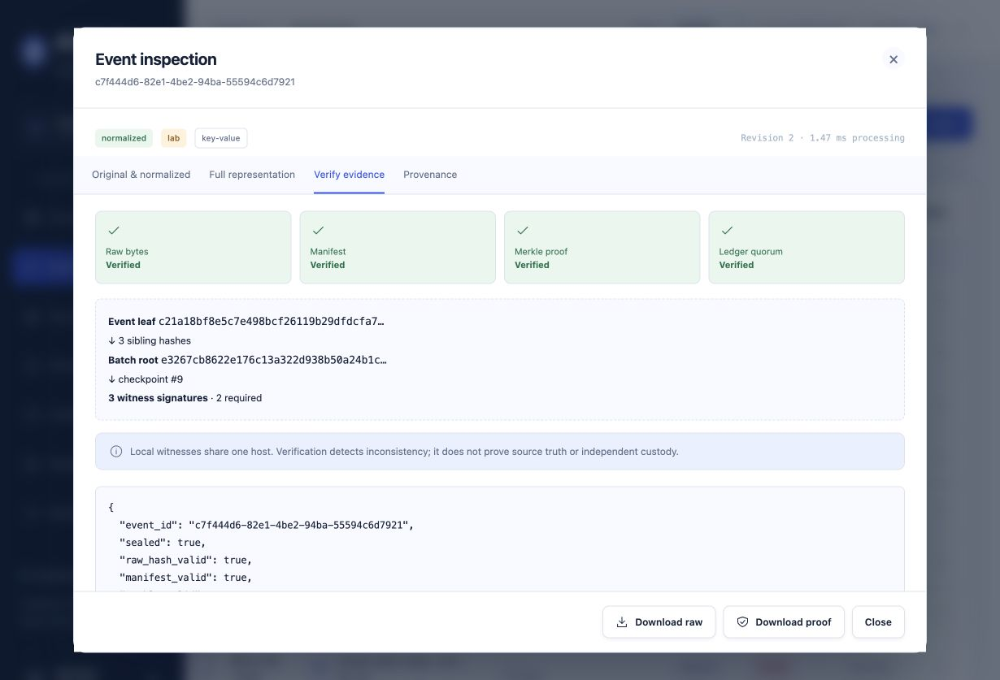 Event inspection
c7f444d6-82e1-4be2-94ba-55594c6d7921
normalized
lab
key-value
Revision 2 · 1.47 ms processing
Original & normalized
Full representation
Verify evidence
Provenance
Raw bytes
Verified
Manifest
Verified
Merkle proof
Verified
Ledger quorum
Verified
Event leaf c21a18bf8e5c7e498bcf26119b29dfdcfa7…
↓ 3 sibling hashes
Batch root e3267cb8622e176c13a322d938b50a24b1c…
↓ checkpoint #9
3 witness signatures · 2 required
Local witnesses share one host. Verification detects inconsistency; it does not prove source truth or independent custody.
{
"event_id": "c7f444d6-82e1-4be2-94ba-55594c6d7921",
"sealed": true,
"raw_hash_valid": true,
"manifest_valid": true,
Download raw
Download proof
Close